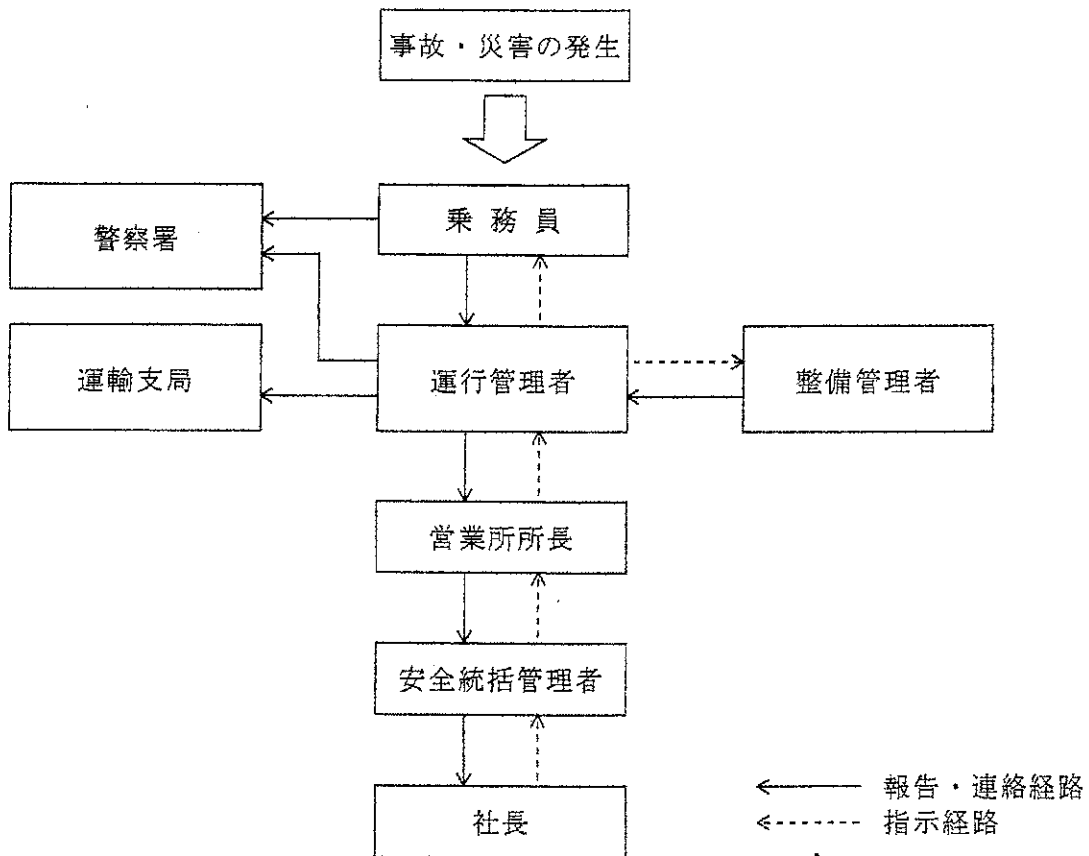 事故・災害の発生
乗務員
警察署
運輸支局
運行管理者
整備管理者
営業所所長
安全統括管理者
社長
報告・連絡経路
指示経路